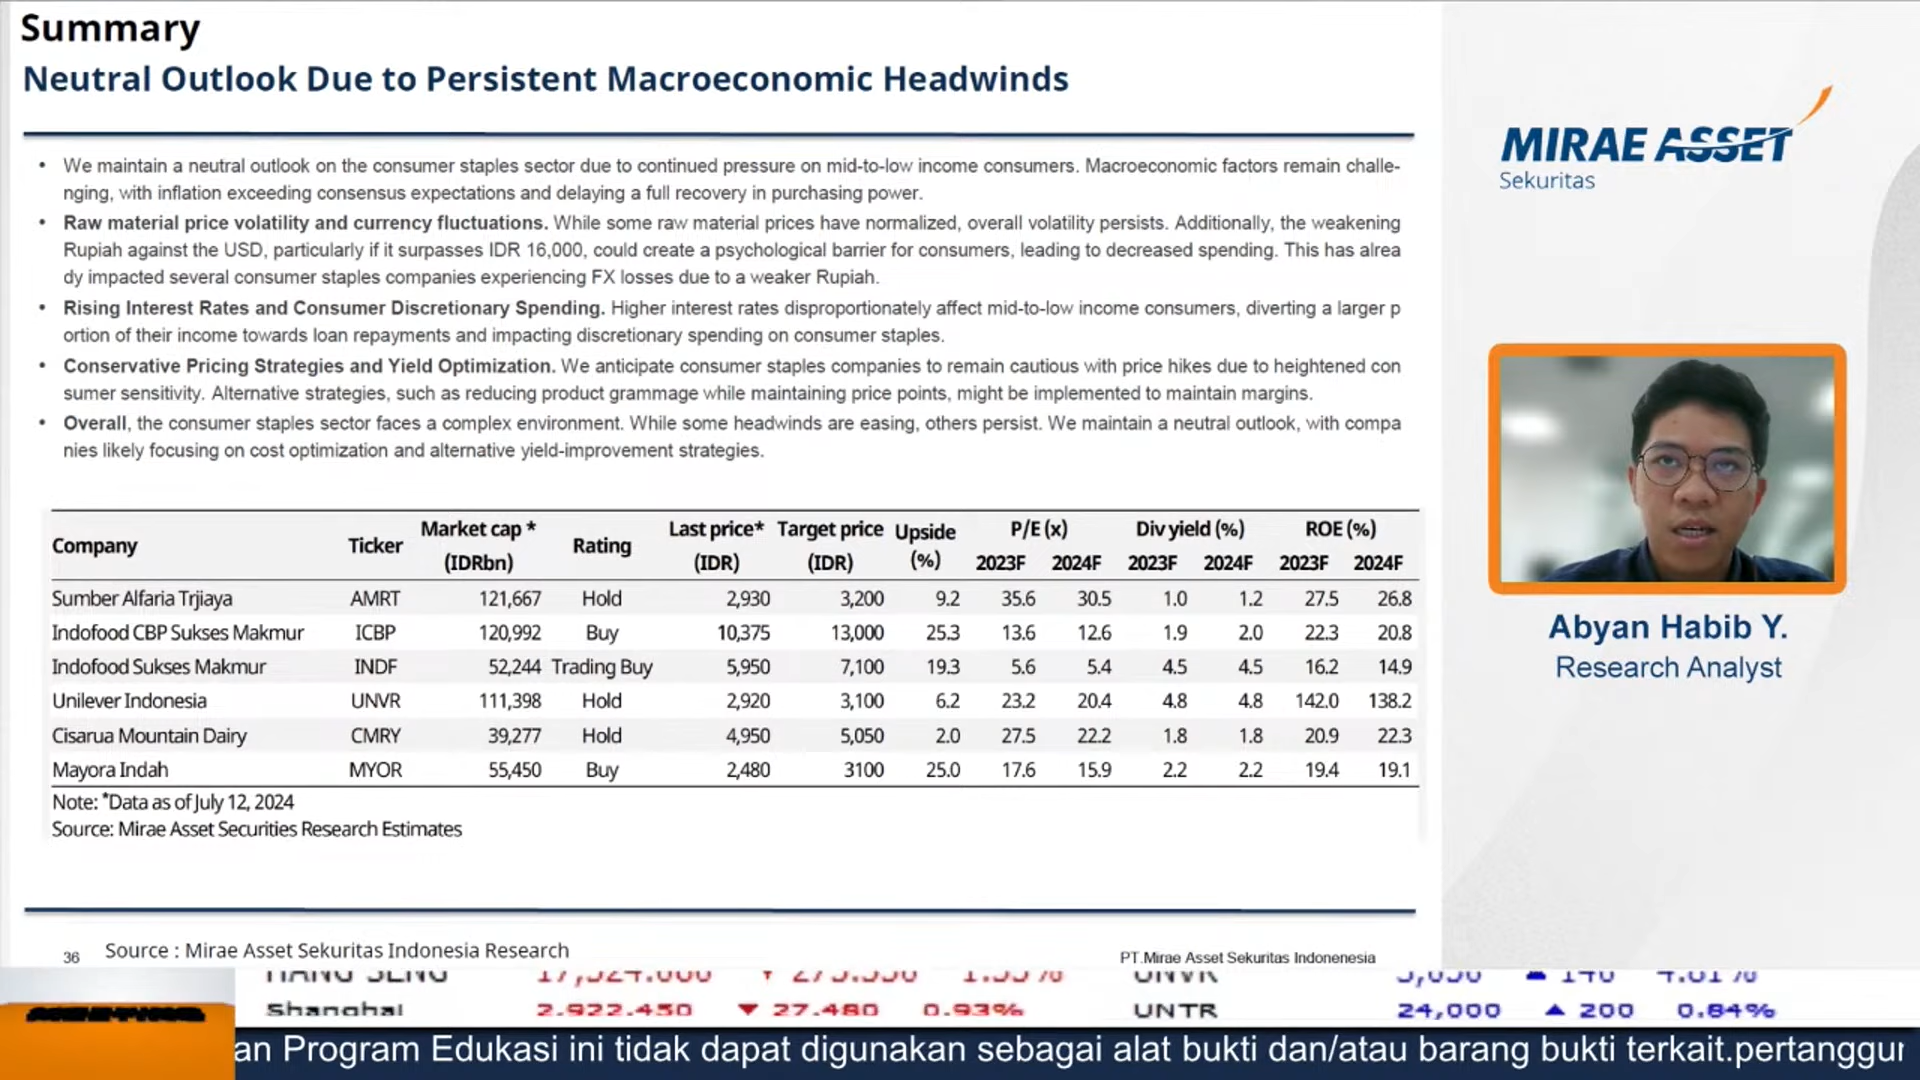 Summary
Neutral Outlook Due to Persistent Macroeconomic Headwinds
• We maintain a neutral outlook on the consumer staples sector due to continued pressure on mid-to-low income consumers. Macroeconomic factors remain challe-
nging, with inflation exceeding consensus expectations and delaying a full recovery in purchasing power.
• Raw material price volatility and currency fluctuations. While some raw material prices have normalized, overall volatility persists. Additionally, the weakening
Rupiah against the USD, particularly if it surpasses IDR 16,000, could create a psychological barrier for consumers, leading to decreased spending. This has alrea
dy impacted several consumer staples companies experiencing FX losses due to a weaker Rupiah.
• Rising Interest Rates and Consumer Discretionary Spending. Higher interest rates disproportionately affect mid-to-low income consumers, diverting a larger p
ortion of their income towards loan repayments and impacting discretionary spending on consumer staples.
• Conservative Pricing Strategies and Yield Optimization. We anticipate consumer staples companies to remain cautious with price hikes due to heightened con
sumer sensitivity. Alternative strategies, such as reducing product grammage while maintaining price points, might be implemented to maintain margins.
• Overall, the consumer staples sector faces a complex environment. While some headwinds are easing, others persist. We maintain a neutral outlook, with compa
nies likely focusing on cost optimization and alternative yield-improvement strategies.
Company Ticker Market cap * (IDRbn) Rating Last price* (IDR) Target price (IDR) Upside (%) P/E (x) Div yield (%) ROE (%)
2023F 2024F 2023F 2024F 2023F 2024F
Sumber Alfaria Trjiaya AMRT 121,667 Hold 2,930 3,200 9.2 35.6 30.5 1.0 1.2 27.5 26.8
Indofood CBP Sukses Makmur ICBP 120,992 Buy 10,375 13,000 25.3 13.6 12.6 1.9 2.0 22.3 20.8
Indofood Sukses Makmur INDF 52,244 Trading Buy 5,950 7,100 19.3 5.6 5.4 4.5 4.5 16.2 14.9
Unilever Indonesia UNVR 111,398 Hold 2,920 3,100 6.2 23.2 20.4 4.8 4.8 142.0 138.2
Cisarua Mountain Dairy CMRY 39,277 Hold 4,950 5,050 2.0 27.5 22.2 1.8 1.8 20.9 22.3
Mayora Indah MYOR 55,450 Buy 2,480 3100 25.0 17.6 15.9 2.2 2.2 19.4 19.1
Note: *Data as of July 12, 2024
Source: Mirae Asset Securities Research Estimates
36 Source : Mirae Asset Sekuritas Indonesia Research
PT.Mirae Asset Sekuritas Indonenesia
MIRAE ASSET
Sekuritas
Abyan Habib Y.
Research Analyst
HANG SENG UNVR
Shanghai 2.922.450 ▼ 27.480 0.93% UNTR 24,000 ▲ 200 0.84%
an Program Edukasi ini tidak dapat digunakan sebagai alat bukti dan/atau barang bukti terkait.pertanggur